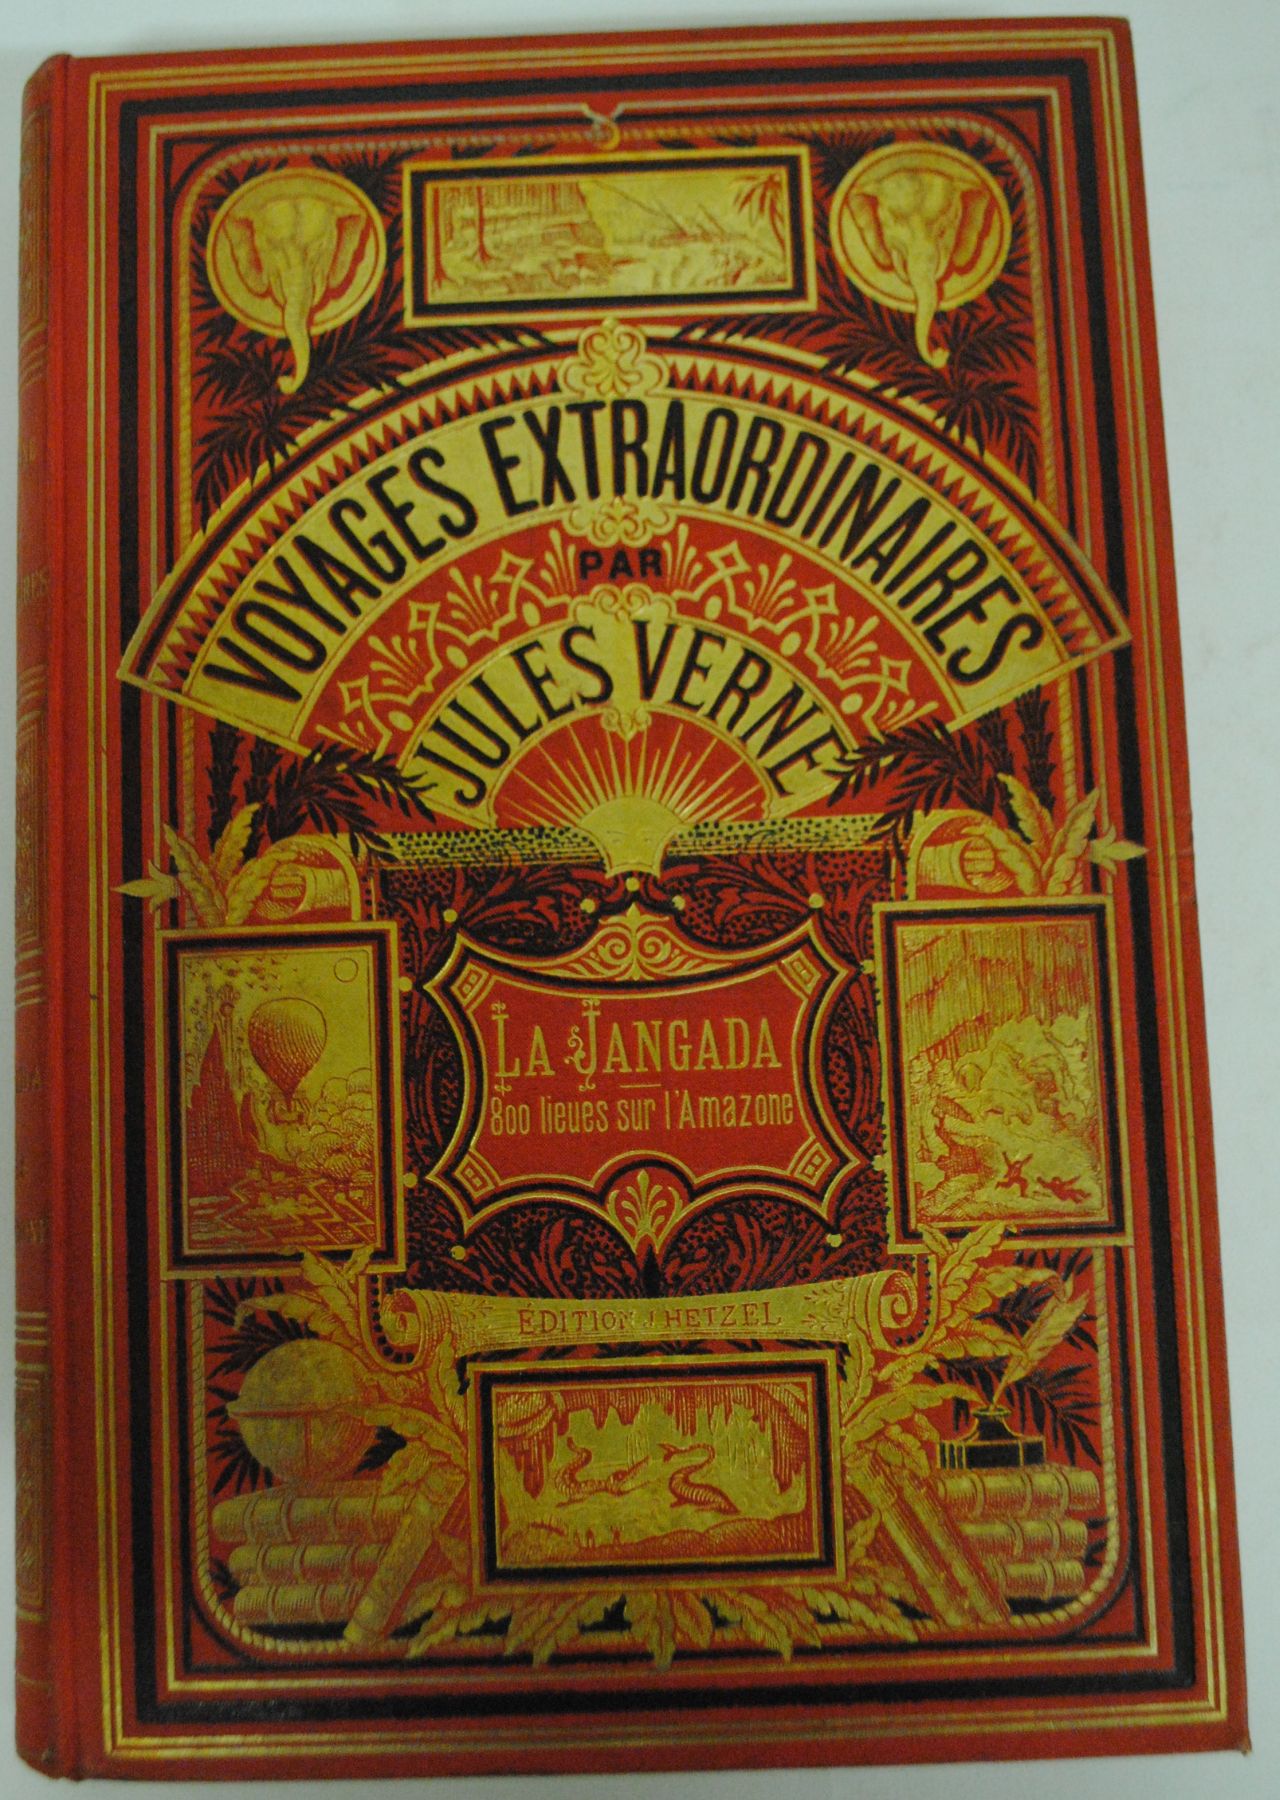 VOYAGES EXTRAORDINAIRES
PAR
JULES VERNE
LA JANGADA
800 lieues sur l'Amazone
ÉDITION J. HETZEL